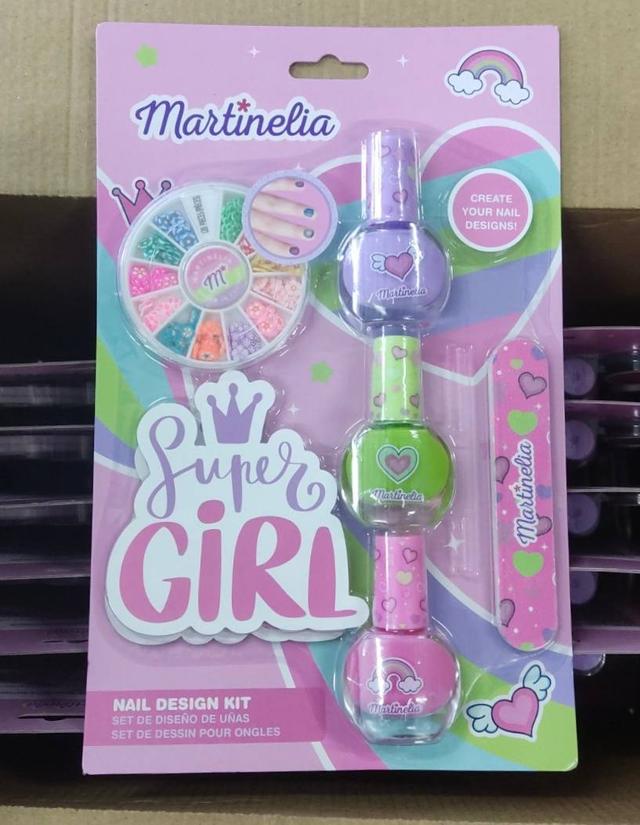 Martinelia
CREATE
YOUR NAIL
DESIGNS!
MARTINELIA
M
Martinelia
Martinelia
Martinelia
Martinelia
Super
GiRL
NAIL DESIGN KIT
SET DE DISEÑO DE UÑAS
SET DE DESSIN POUR ONGLES